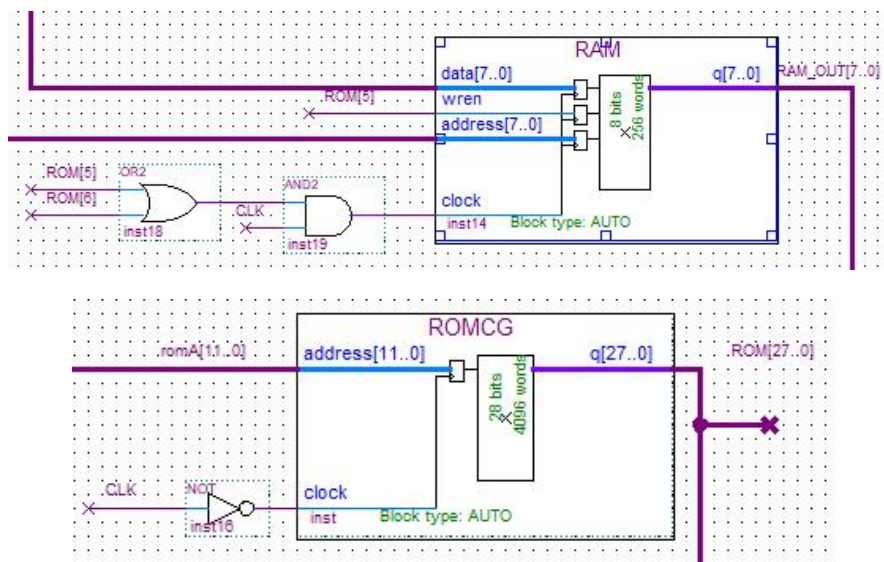 RAM
data[7..0]
q[7..0]
RAM_OUT[7..0]
ROM[5]
wren
address[7..0]
8 bits
256 words
ROM[5]
OR2
ROM[6]
AND2
CLK
clock
inst18
inst19
inst14
Block type: AUTO
ROMCG
romA[11..0]
address[11..0]
q[27..0]
ROM[27..0]
28 bits
4096 words
CLK
NOT
clock
inst16
inst
Block type: AUTO